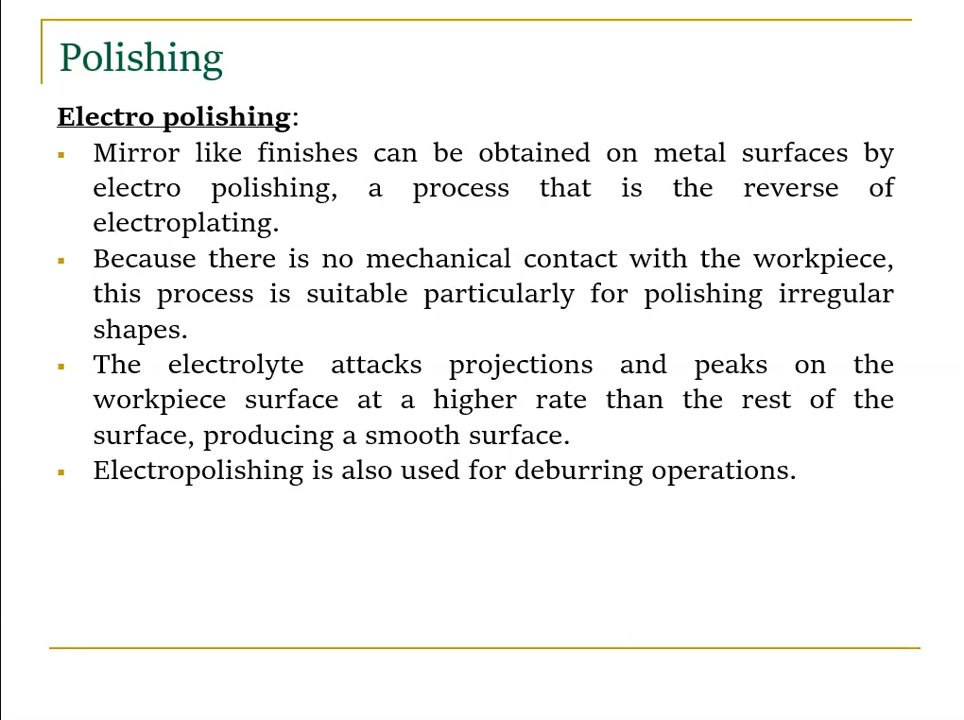 Polishing
Electro polishing:
▪ Mirror like finishes can be obtained on metal surfaces by
electro polishing, a process that is the reverse of
electroplating.
▪ Because there is no mechanical contact with the workpiece,
this process is suitable particularly for polishing irregular
shapes.
▪ The electrolyte attacks projections and peaks on the
workpiece surface at a higher rate than the rest of the
surface, producing a smooth surface.
▪ Electropolishing is also used for deburring operations.